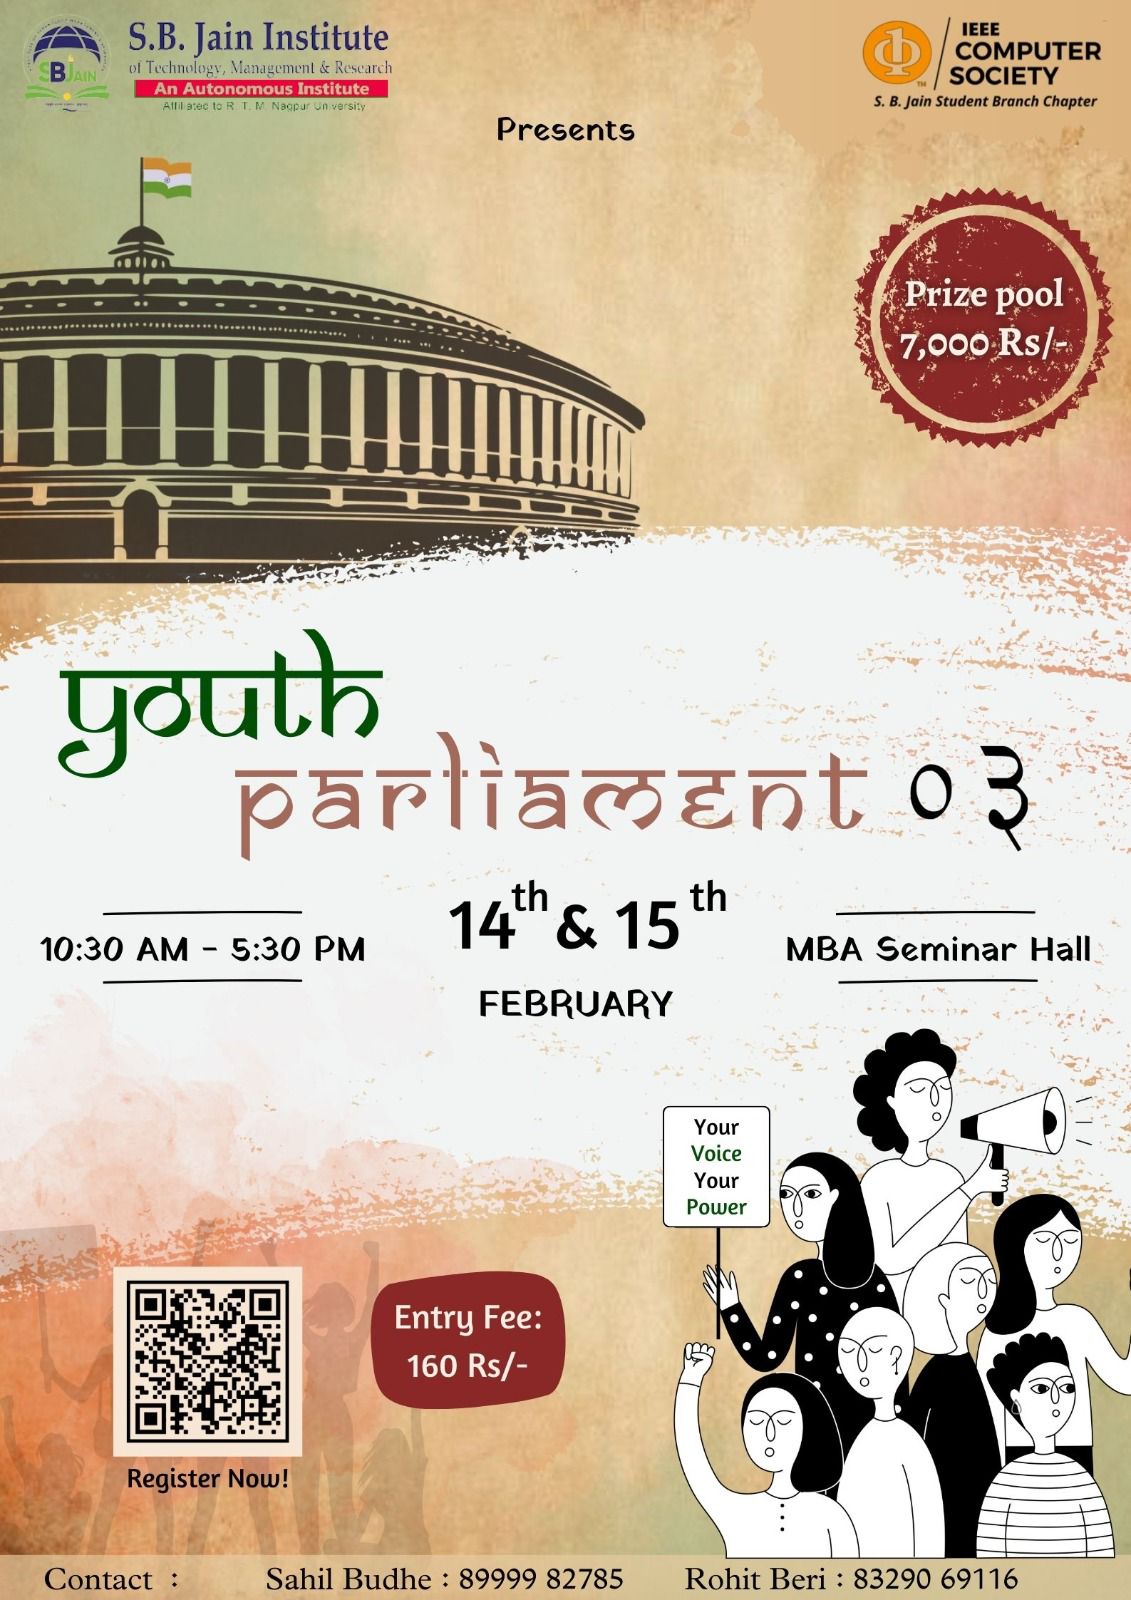 S.B. Jain Institute
of Technology, Management & Research
An Autonomous Institute
Affiliated to R. T. M. Nagpur University
SBJAIN
IEEE
COMPUTER
SOCIETY
S. B. Jain Student Branch Chapter
Presents
Prize pool
7,000 Rs/-
youth
parliament ०३
14th & 15th
FEBRUARY
10:30 AM - 5:30 PM
MBA Seminar Hall
Your
Voice
Your
Power
Entry Fee:
160 Rs/-
Register Now!
Contact :
Sahil Budhe : 89999 82785
Rohit Beri : 83290 69116